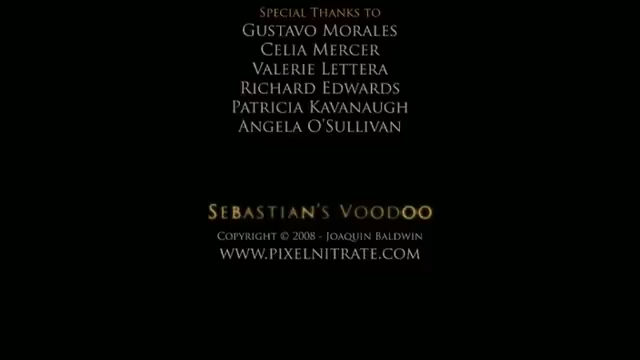 Special Thanks to
Gustavo Morales
Celia Mercer
Valerie Lettera
Richard Edwards
Patricia Kavanaugh
Angela O'Sullivan
Sebastian's Voodoo
Copyright © 2008 - Joaquin Baldwin
www.pixelnitrate.com